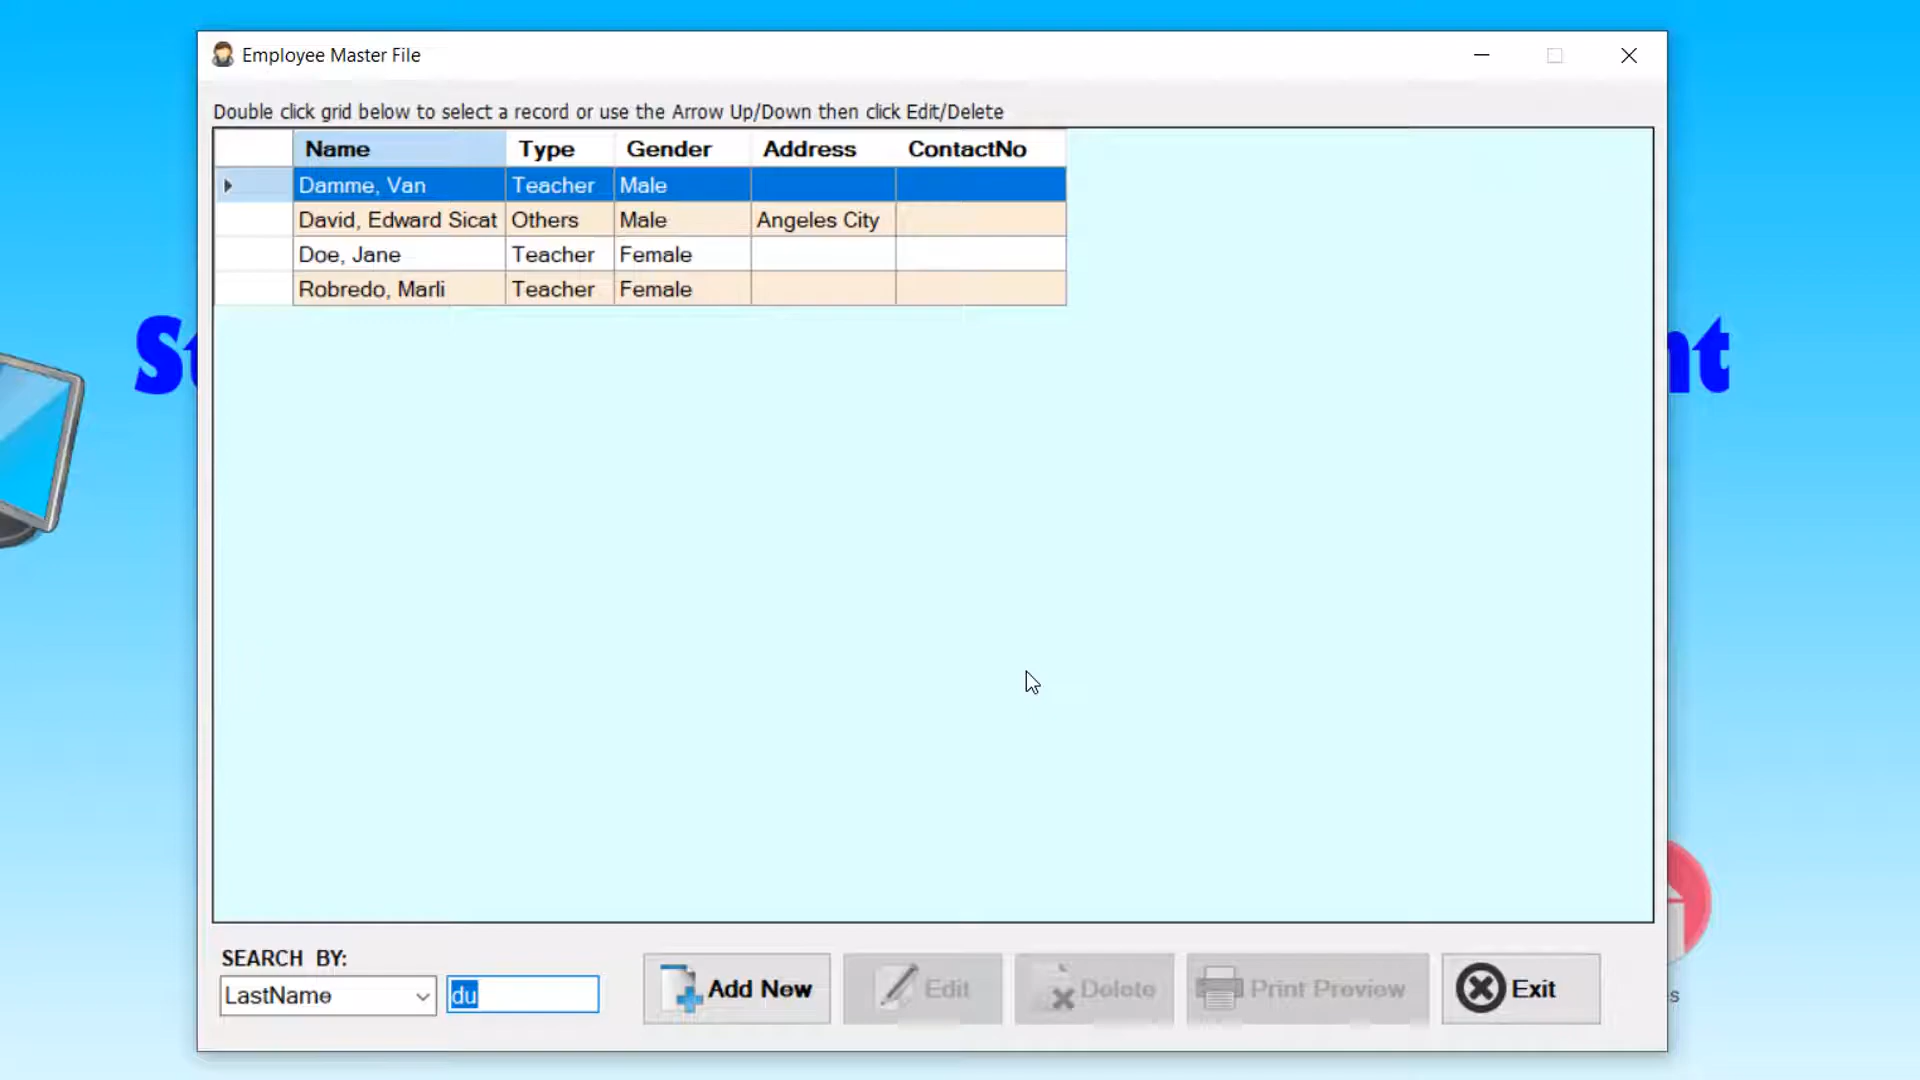 Employee Master File
Double click grid below to select a record or use the Arrow Up/Down then click Edit/Delete
Name Type Gender Address ContactNo
Damme, Van Teacher Male
David, Edward Sicat Others Male Angeles City
Doe, Jane Teacher Female
Robredo, Marli Teacher Female
St nt
SEARCH BY:
LastName du Add New Edit Delete Print Preview Exit
s